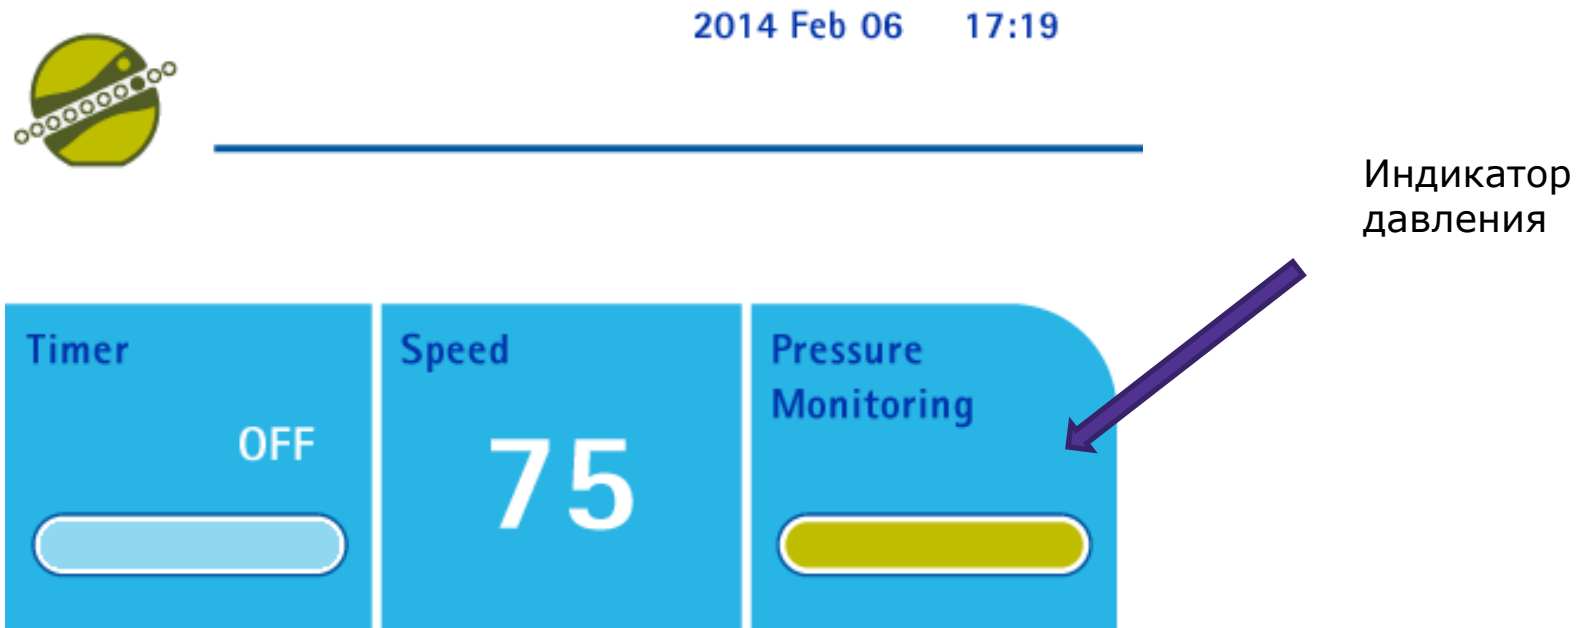 2014 Feb 06 17:19
Индикатор
давления
Timer
OFF
Speed
75
Pressure
Monitoring